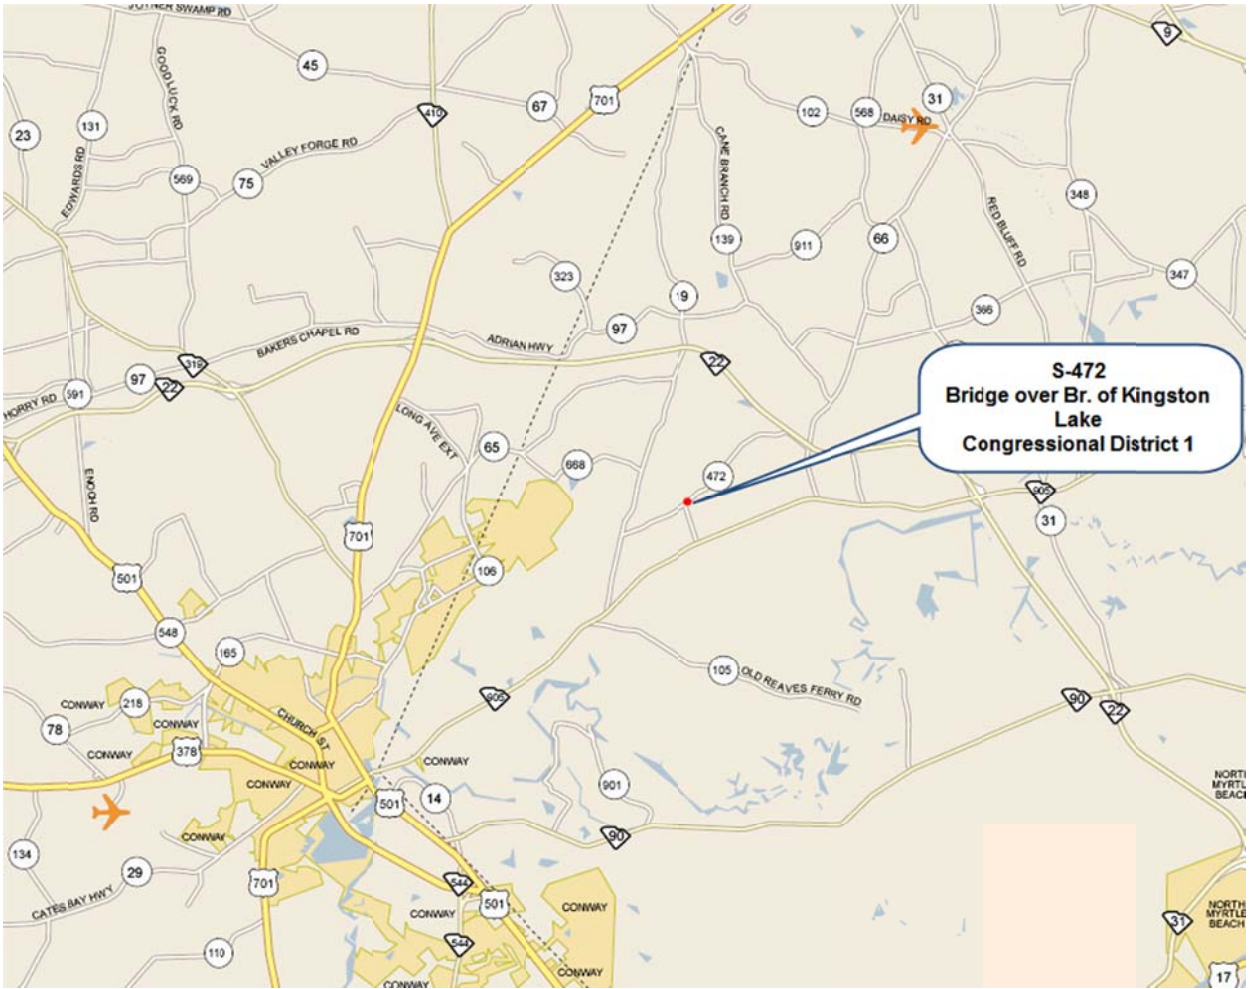 JOYNER SWAMP RD
9
45
GOOD LUCK RD
67
701
31
102
568
DAISY RD
410
23
131
VALLEY FORGE RD
CANE BRANCH RD
569
75
EDWARDS RD
348
RED BLUFF RD
139
911
66
323
347
366
97
BAKERS CHAPEL RD
ADRIAN HWY
319
22
97
22
HORRY RD
S-472
Bridge over Br. of Kingston
Lake
Congressional District 1
LONG AVE EXT
65
668
472
ENOCH RD
905
31
701
106
501
548
165
105
OLD REAVES FERRY RD
218
CONWAY
905
90
22
78
CONWAY
CHURCH ST
CONWAY
378
CONWAY
CONWAY
CONWAY
901
NORTH
MYRTLE
BEACH
501
14
CONWAY
90
134
29
544
701
501
CONWAY
CONWAY
CATES BAY HWY
31
NORTH
MYRTLE
BEACH
544
110
CONWAY
CONWAY
17